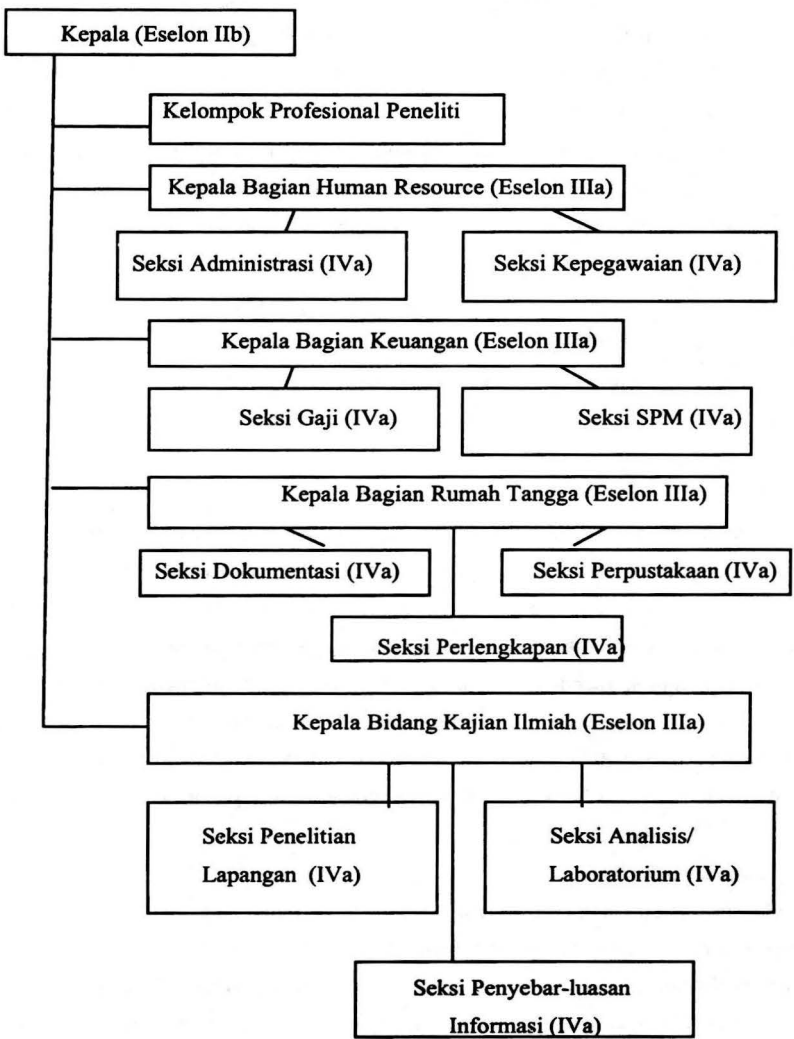 Kepala (Eselon IIb)
Kelompok Profesional Peneliti
Kepala Bagian Human Resource (Eselon IIIa)
Seksi Administrasi (IVa)
Seksi Kepegawaian (IVa)
Kepala Bagian Keuangan (Eselon IIIa)
Seksi Gaji (IVa)
Seksi SPM (IVa)
Kepala Bagian Rumah Tangga (Eselon IIIa)
Seksi Dokumentasi (IVa)
Seksi Perpustakaan (IVa)
Seksi Perlengkapan (IVa)
Kepala Bidang Kajian Ilmiah (Eselon IIIa)
Seksi Penelitian
Lapangan (IVa)
Seksi Analisis/
Laboratorium (IVa)
Seksi Penyebar-luasan
Informasi (IVa)